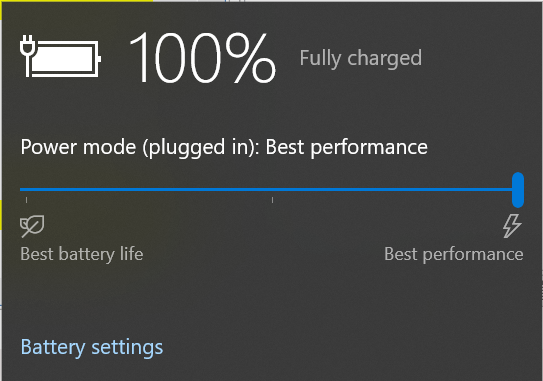 100% Fully charged
Power mode (plugged in): Best performance
Best battery life Best performance
Battery settings